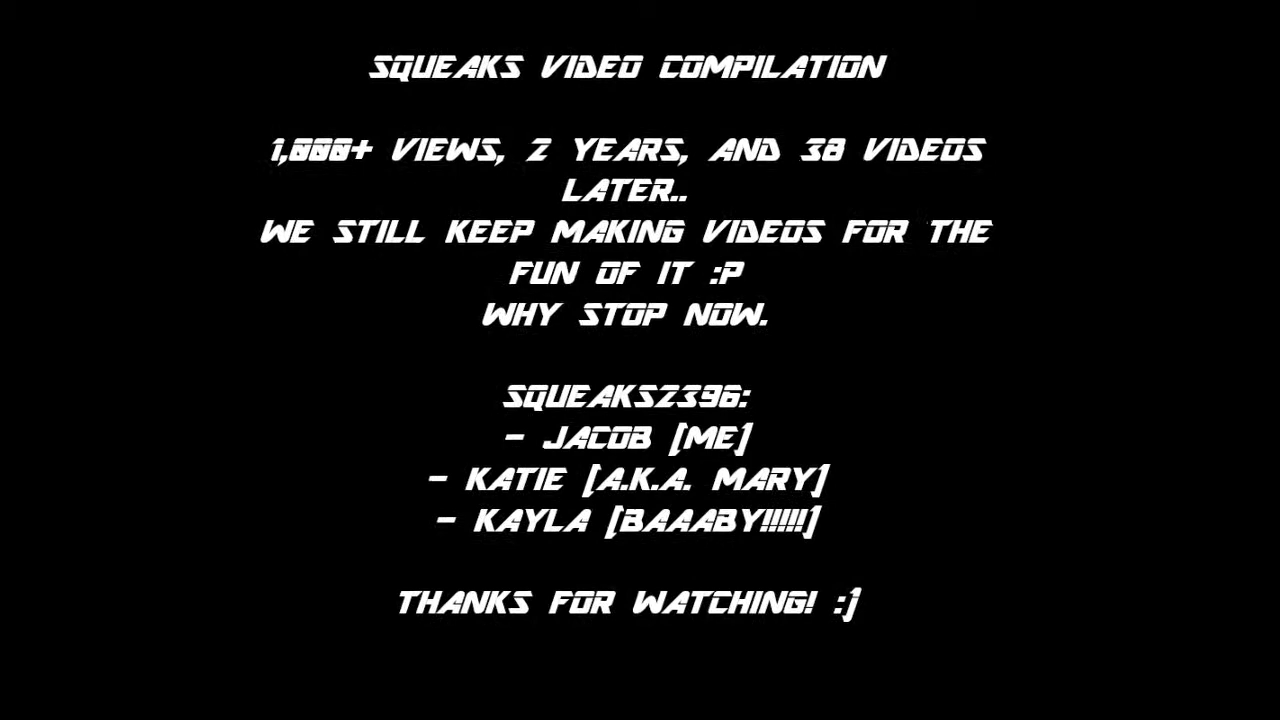 SQUEAKS VIDEO COMPILATION
1,000+ VIEWS, 2 YEARS, AND 38 VIDEOS
LATER..
WE STILL KEEP MAKING VIDEOS FOR THE
FUN OF IT :P
WHY STOP NOW.
SQUEAKS2396:
- JACOB [ME]
- KATIE [A.K.A. MARY]
- KAYLA [BAAABY!!!!!]
THANKS FOR WATCHING! :]